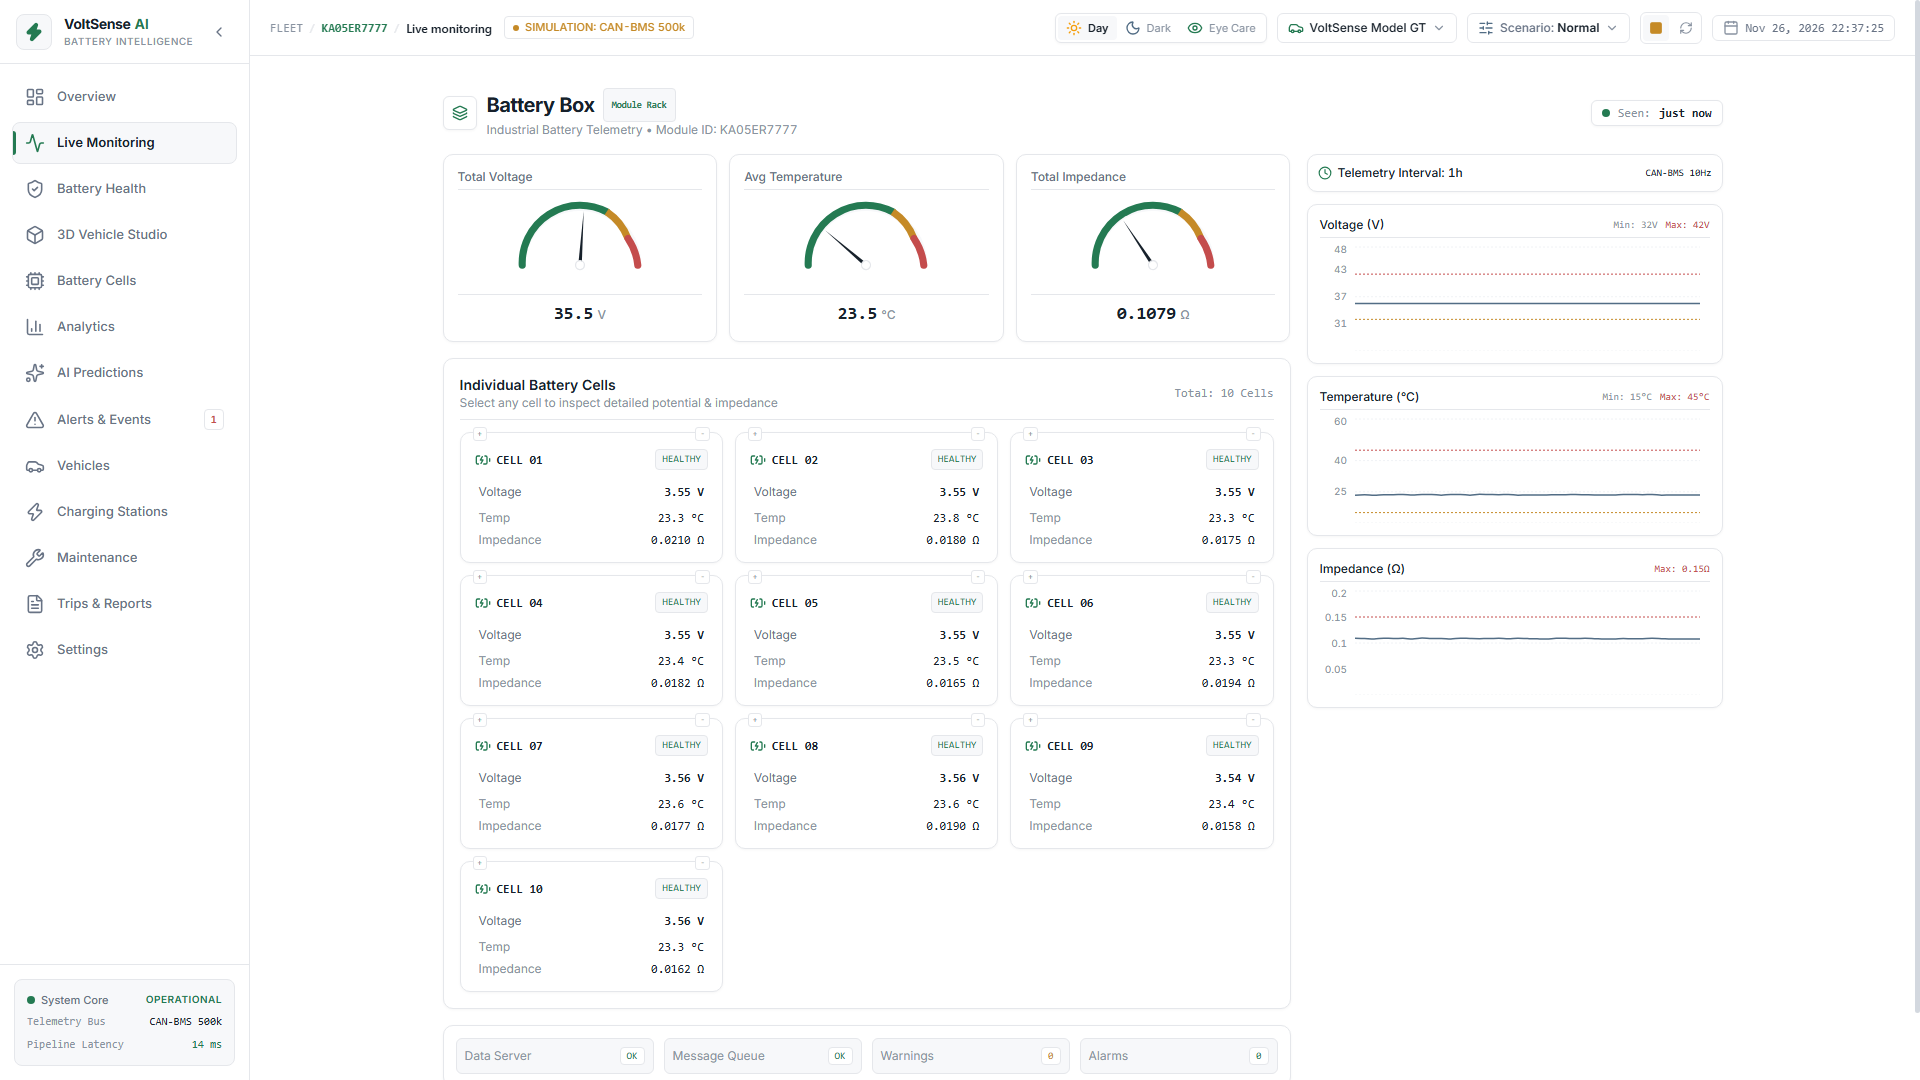 VoltSense AI
BATTERY INTELLIGENCE
Overview
Live Monitoring
Battery Health
3D Vehicle Studio
Battery Cells
Analytics
AI Predictions
Alerts & Events 1
Vehicles
Charging Stations
Maintenance
Trips & Reports
Settings
System Core OPERATIONAL
Telemetry Bus CAN-BMS 500k
Pipeline Latency 14 ms
FLEET / KA05ER7777 / Live monitoring SIMULATION: CAN-BMS 500k
Day Dark Eye Care VoltSense Model GT Scenario: Normal Nov 26, 2026 22:37:25
Battery Box Module Rack
Industrial Battery Telemetry • Module ID: KA05ER7777
Seen: just now
Total Voltage
35.5 V
Avg Temperature
23.5 °C
Total Impedance
0.1079 Ω
Individual Battery Cells
Select any cell to inspect detailed potential & impedance
Total: 10 Cells
+ -
CELL 01 HEALTHY
Voltage 3.55 V
Temp 23.3 °C
Impedance 0.0210 Ω
+ -
CELL 02 HEALTHY
Voltage 3.55 V
Temp 23.8 °C
Impedance 0.0180 Ω
+ -
CELL 03 HEALTHY
Voltage 3.55 V
Temp 23.3 °C
Impedance 0.0175 Ω
+ -
CELL 04 HEALTHY
Voltage 3.55 V
Temp 23.4 °C
Impedance 0.0182 Ω
+ -
CELL 05 HEALTHY
Voltage 3.55 V
Temp 23.5 °C
Impedance 0.0165 Ω
+ -
CELL 06 HEALTHY
Voltage 3.55 V
Temp 23.3 °C
Impedance 0.0194 Ω
+ -
CELL 07 HEALTHY
Voltage 3.56 V
Temp 23.6 °C
Impedance 0.0177 Ω
+ -
CELL 08 HEALTHY
Voltage 3.56 V
Temp 23.6 °C
Impedance 0.0190 Ω
+ -
CELL 09 HEALTHY
Voltage 3.54 V
Temp 23.4 °C
Impedance 0.0158 Ω
+ -
CELL 10 HEALTHY
Voltage 3.56 V
Temp 23.3 °C
Impedance 0.0162 Ω
Data Server OK
Message Queue OK
Warnings 0
Alarms 0
Telemetry Interval: 1h CAN-BMS 10Hz
Voltage (V) Min: 32V Max: 42V
48
43
37
31
Temperature (°C) Min: 15°C Max: 45°C
60
40
25
Impedance (Ω) Max: 0.15Ω
0.2
0.15
0.1
0.05